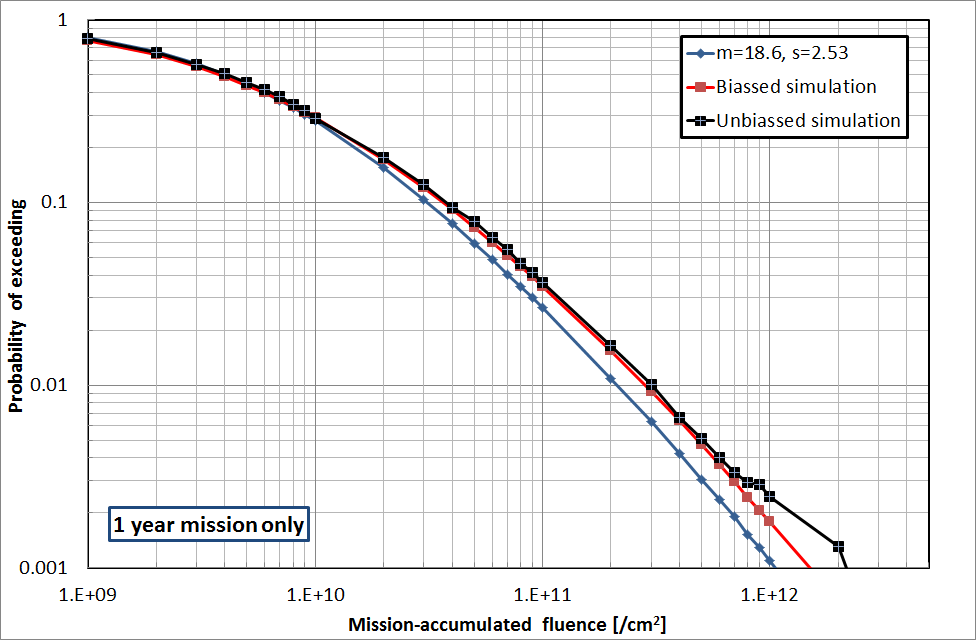 1
0.1
0.01
0.001
Probability of exceeding
m=18.6, s=2.53
Biassed simulation
Unbiassed simulation
1 year mission only
1.E+09 1.E+10 1.E+11 1.E+12
Mission-accumulated fluence [/cm²]